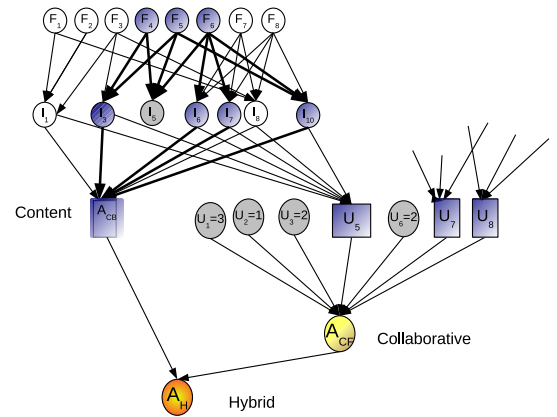 F1 F2 F3 F4 F5 F6 F7 F8
I1 I3 I5 I6 I7 I8 I10
Content ACB U1=3 U2=1 U3=2 U5 U6=2 U7 U8
ACF Collaborative
AH Hybrid